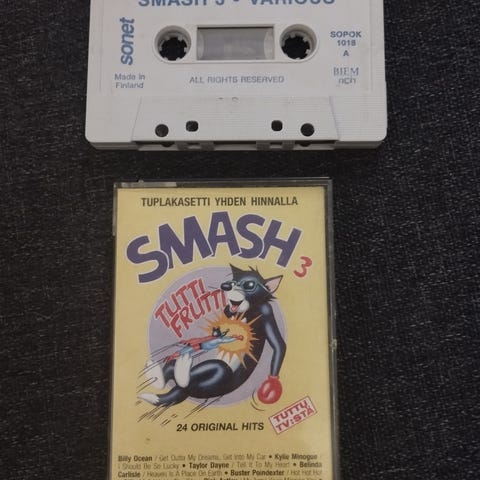 SMASH 3 • VARIOUS
sonet
SOPOK
1018
A
Made in
Finland
ALL RIGHTS RESERVED
BIEM
ncb
TUPLAKASETTI YHDEN HINNALLA
SMASH 3
TUTTI
FRUTTI
24 ORIGINAL HITS
TUTTU
TV:STÄ
Billy Ocean / Get Outta My Dreams, Get Into My Car • Kylie Minogue /
I Should Be So Lucky • Taylor Dayne / Tell It To My Heart • Belinda
Carlisle / Heaven Is A Place On Earth • Buster Poindexter / Hot Hot Hot